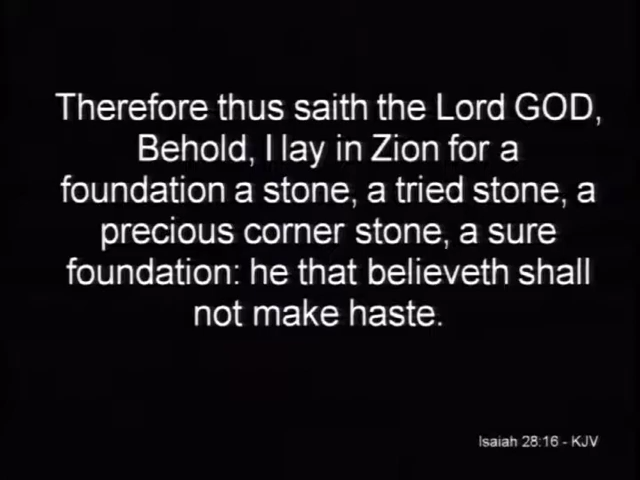 Therefore thus saith the Lord GOD,
Behold, I lay in Zion for a
foundation a stone, a tried stone, a
precious corner stone, a sure
foundation: he that believeth shall
not make haste.
Isaiah 28:16 - KJV